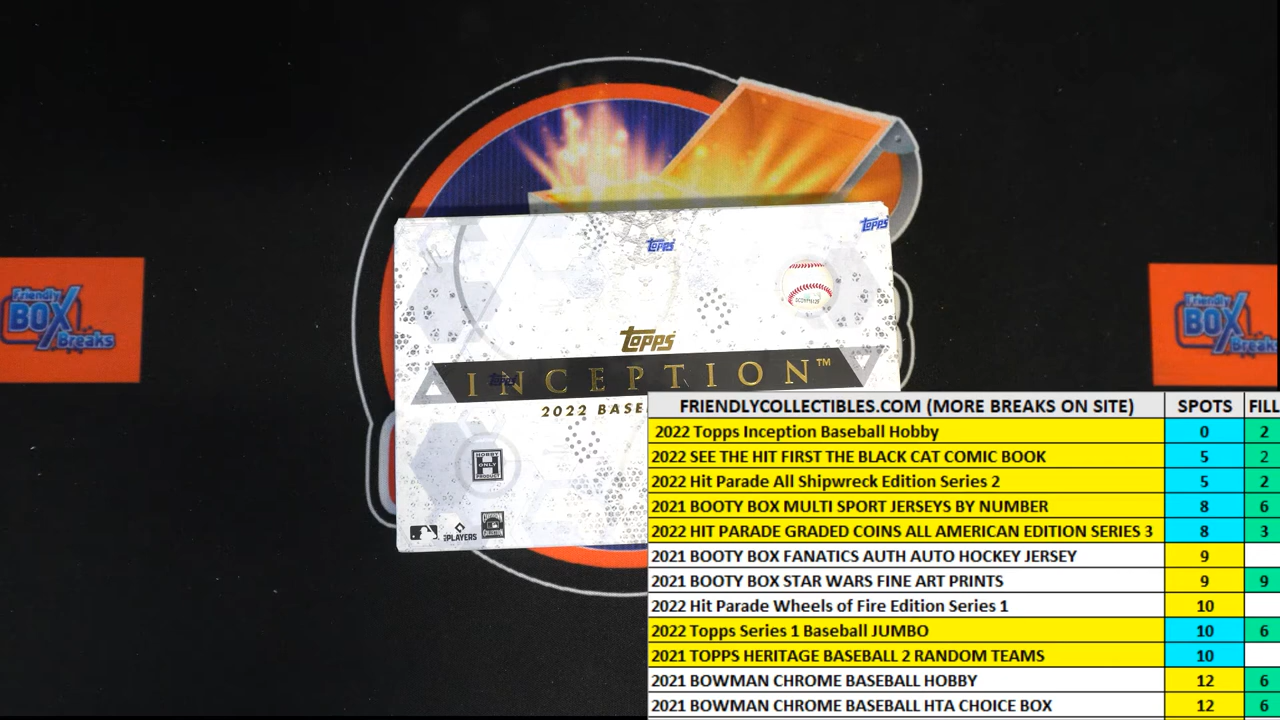 Topps
Topps
Topps
INCEPTION™
Topps
2022 BASE
HOBBY
ONLY
PRODUCT
PLAYERS
Friendly
BOX
Breaks
Friendly
BOX
Breaks
FRIENDLYCOLLECTIBLES.COM (MORE BREAKS ON SITE) SPOTS FILL
2022 Topps Inception Baseball Hobby 0 2
2022 SEE THE HIT FIRST THE BLACK CAT COMIC BOOK 5 2
2022 Hit Parade All Shipwreck Edition Series 2 5 2
2021 BOOTY BOX MULTI SPORT JERSEYS BY NUMBER 8 6
2022 HIT PARADE GRADED COINS ALL AMERICAN EDITION SERIES 3 8 3
2021 BOOTY BOX FANATICS AUTH AUTO HOCKEY JERSEY 9
2021 BOOTY BOX STAR WARS FINE ART PRINTS 9 9
2022 Hit Parade Wheels of Fire Edition Series 1 10
2022 Topps Series 1 Baseball JUMBO 10 6
2021 TOPPS HERITAGE BASEBALL 2 RANDOM TEAMS 10
2021 BOWMAN CHROME BASEBALL HOBBY 12 6
2021 BOWMAN CHROME BASEBALL HTA CHOICE BOX 12 6